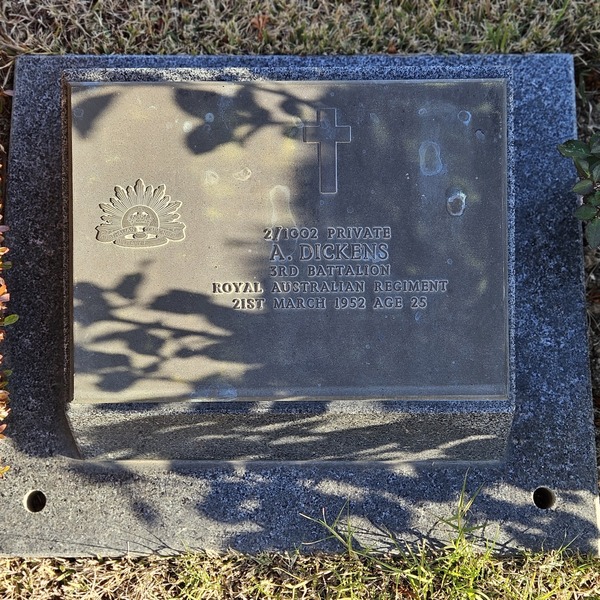 2/1002 PRIVATE
A. DICKENS
3RD BATTALION
ROYAL AUSTRALIAN REGIMENT
21ST MARCH 1952 AGE 25